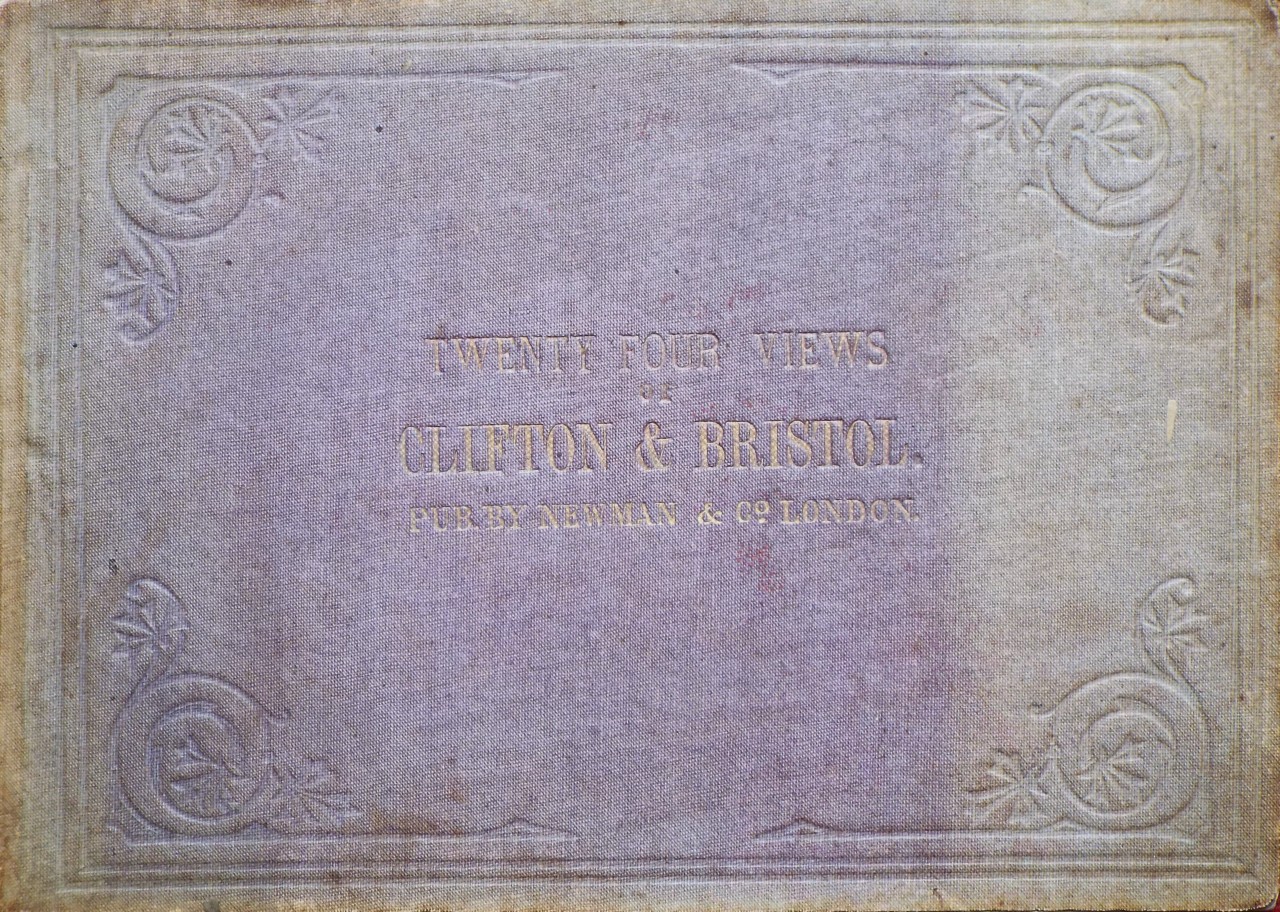 TWENTY FOUR VIEWS
OF
CLIFTON & BRISTOL.
PUB. BY NEWMAN & Cº LONDON.